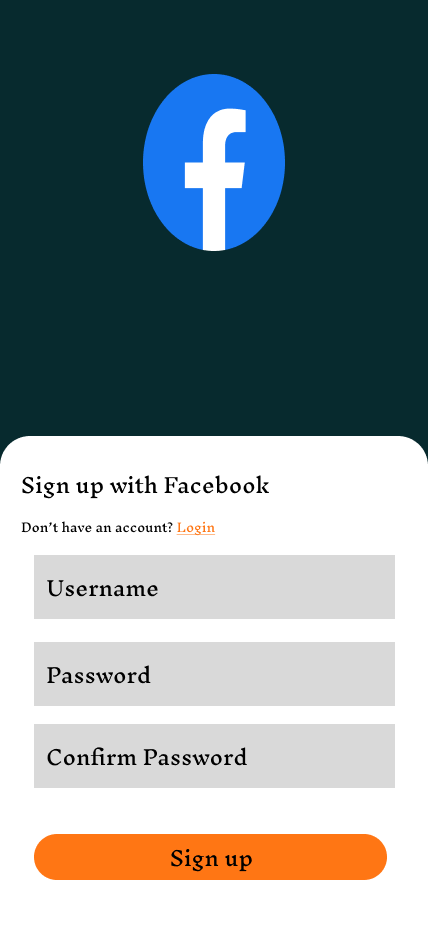 Sign up with Facebook
Don’t have an account? Login
Username
Password
Confirm Password
Sign up